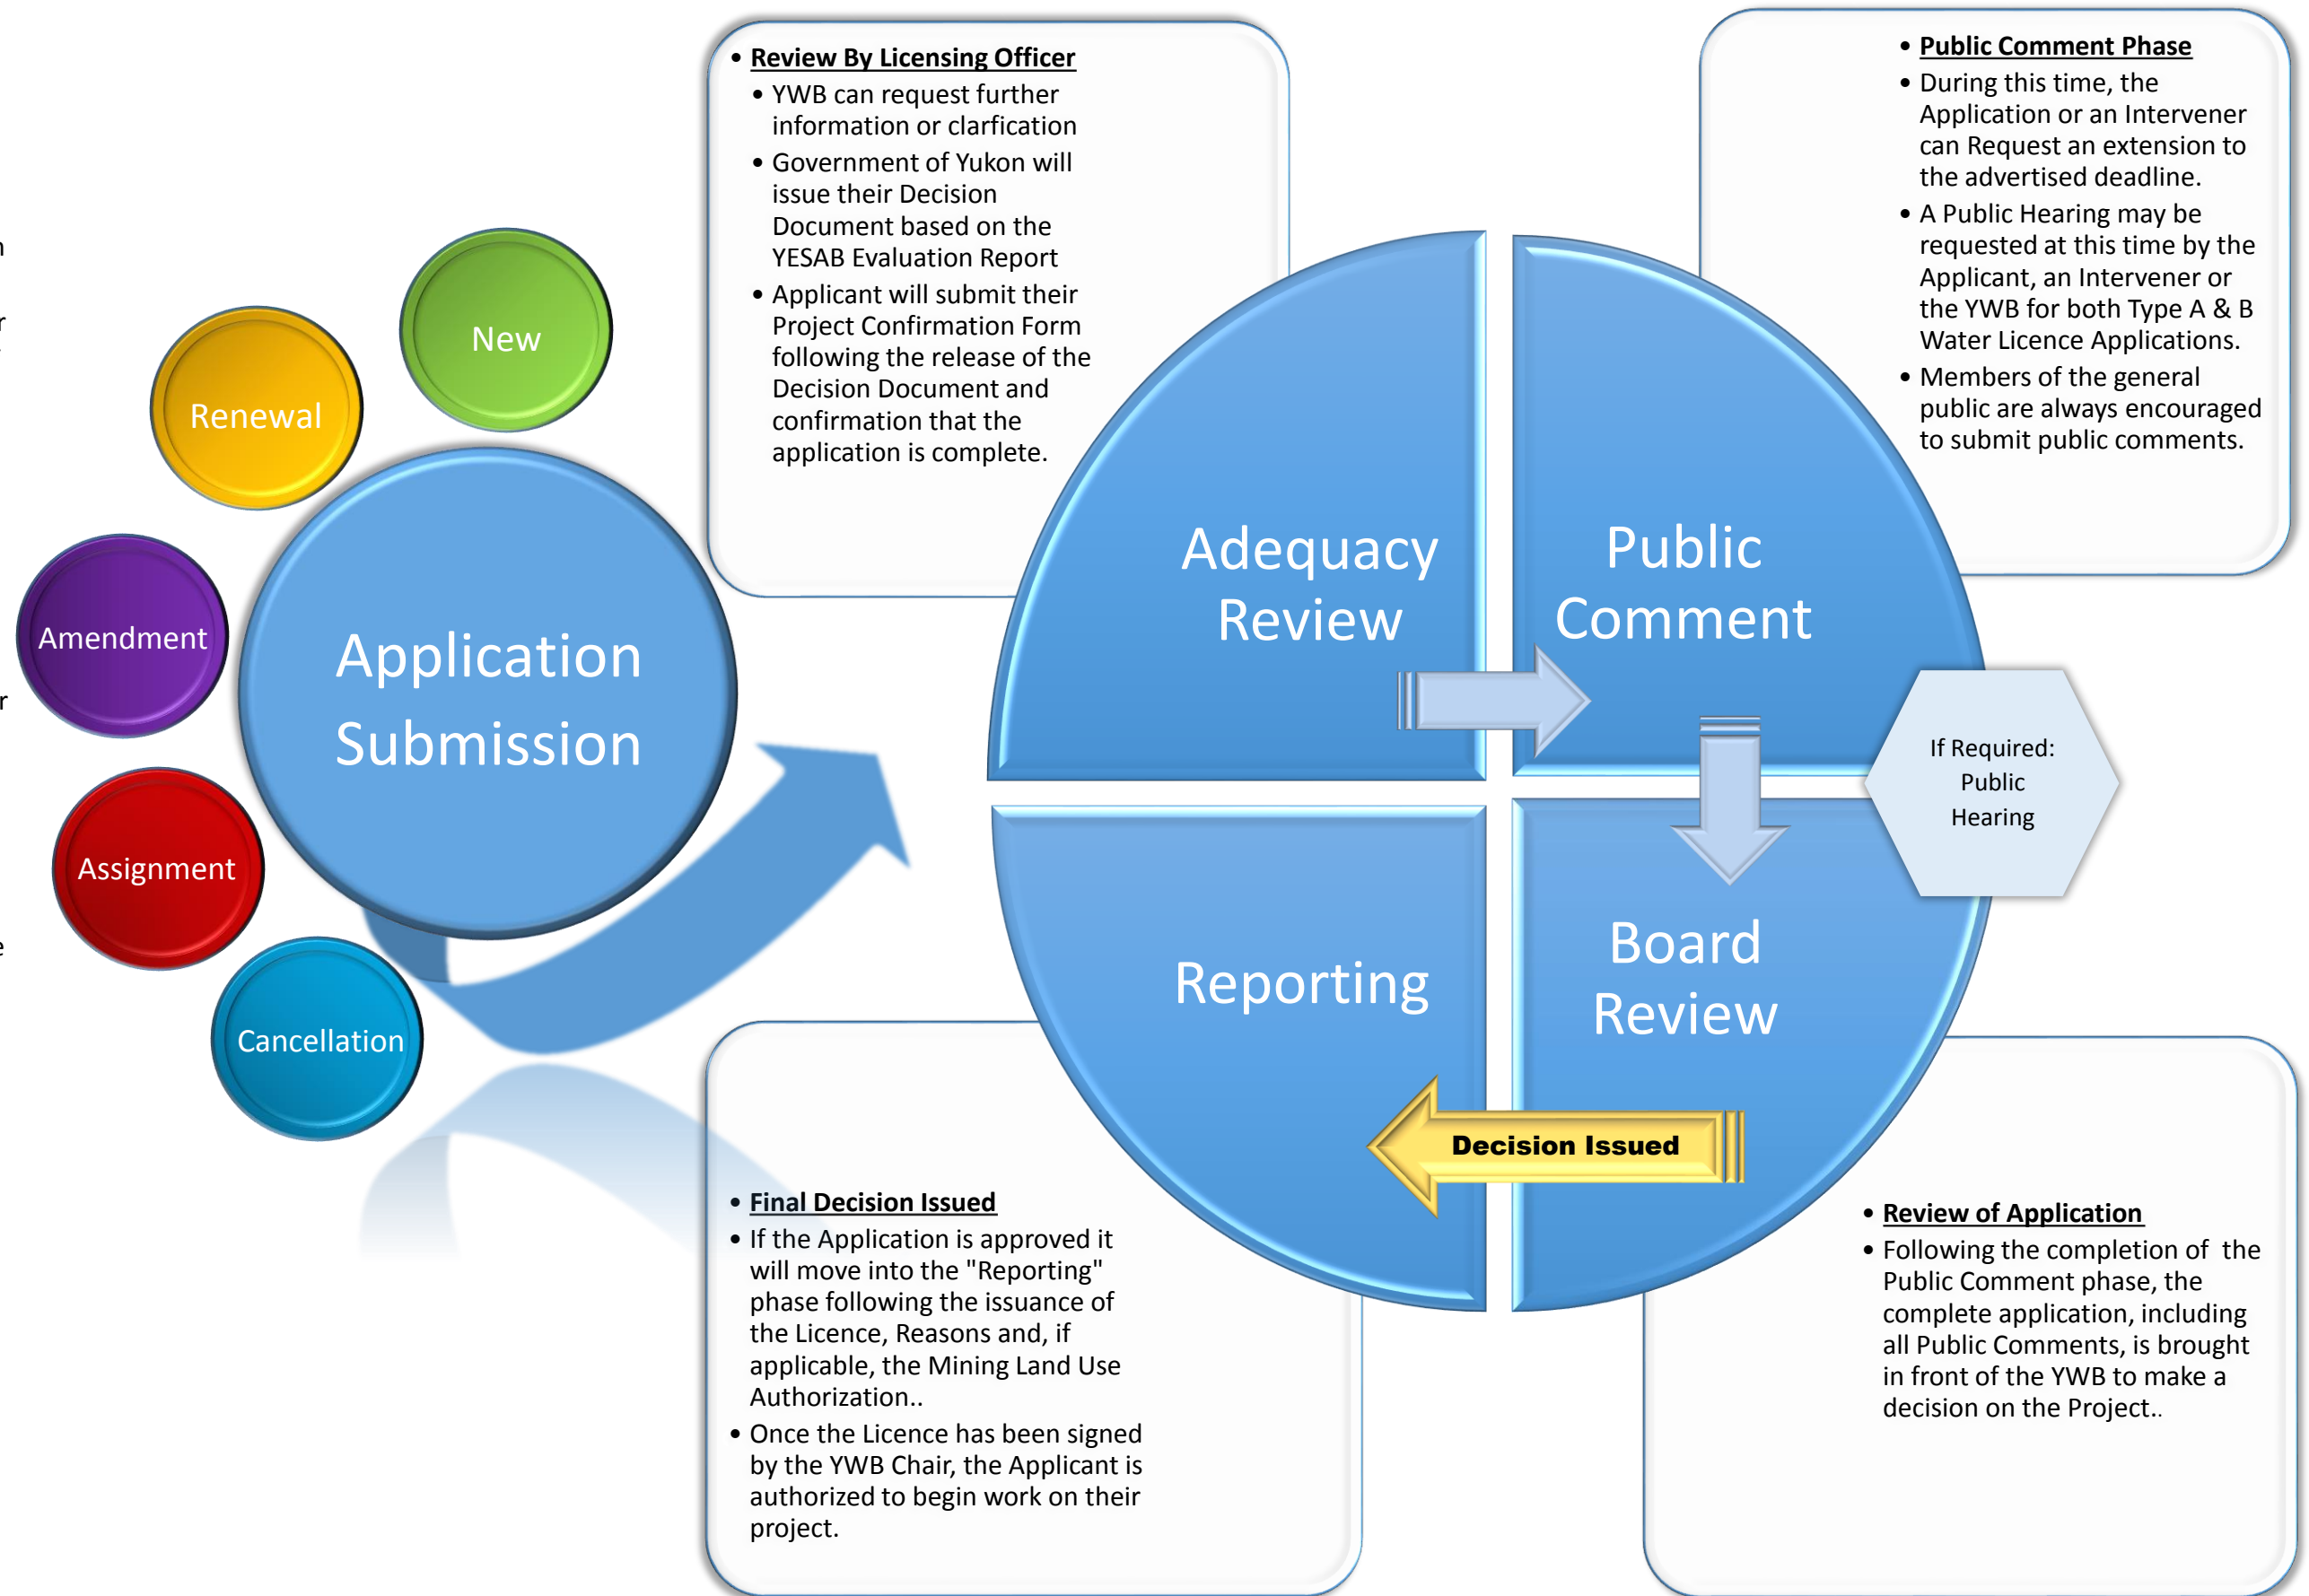 n
r
r
e
New
Renewal
Amendment
Assignment
Cancellation
Application
Submission
• Review By Licensing Officer
• YWB can request further
information or clarfication
• Government of Yukon will
issue their Decision
Document based on the
YESAB Evaluation Report
• Applicant will submit their
Project Confirmation Form
following the release of the
Decision Document and
confirmation that the
application is complete.
Adequacy
Review
• Public Comment Phase
• During this time, the
Application or an Intervener
can Request an extension to
the advertised deadline.
• A Public Hearing may be
requested at this time by the
Applicant, an Intervener or
the YWB for both Type A & B
Water Licence Applications.
• Members of the general
public are always encouraged
to submit public comments.
Public
Comment
If Required:
Public
Hearing
Board
Review
• Review of Application
• Following the completion of  the
Public Comment phase, the
complete application, including
all Public Comments, is brought
in front of the YWB to make a
decision on the Project..
Decision Issued
Reporting
• Final Decision Issued
• If the Application is approved it
will move into the "Reporting"
phase following the issuance of
the Licence, Reasons and, if
applicable, the Mining Land Use
Authorization..
• Once the Licence has been signed
by the YWB Chair, the Applicant is
authorized to begin work on their
project.